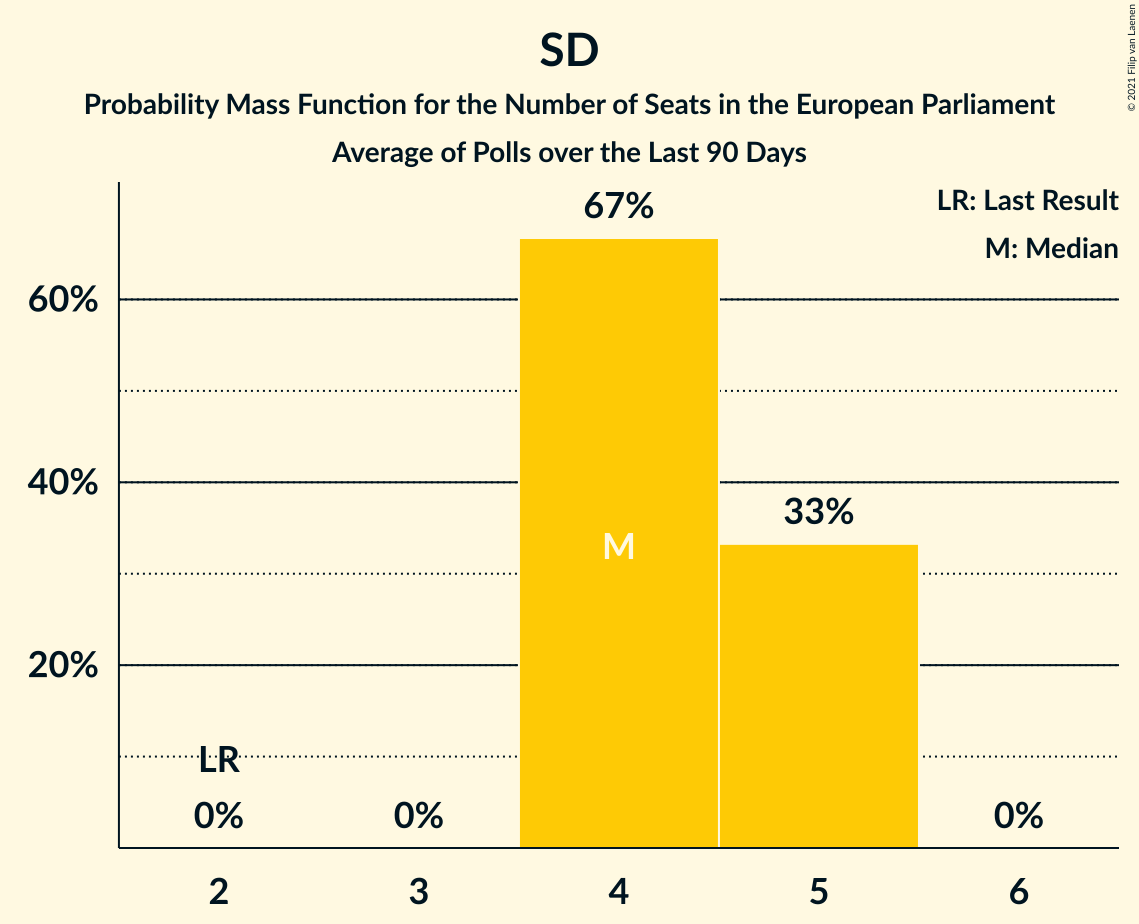 SD
Probability Mass Function for the Number of Seats in the European Parliament
Average of Polls over the Last 90 Days
© 2021 Filip van Laenen
LR: Last Result
M: Median
67%
60%
40%
33%
M
20%
LR
0%
0%
0%
2
3
4
5
6